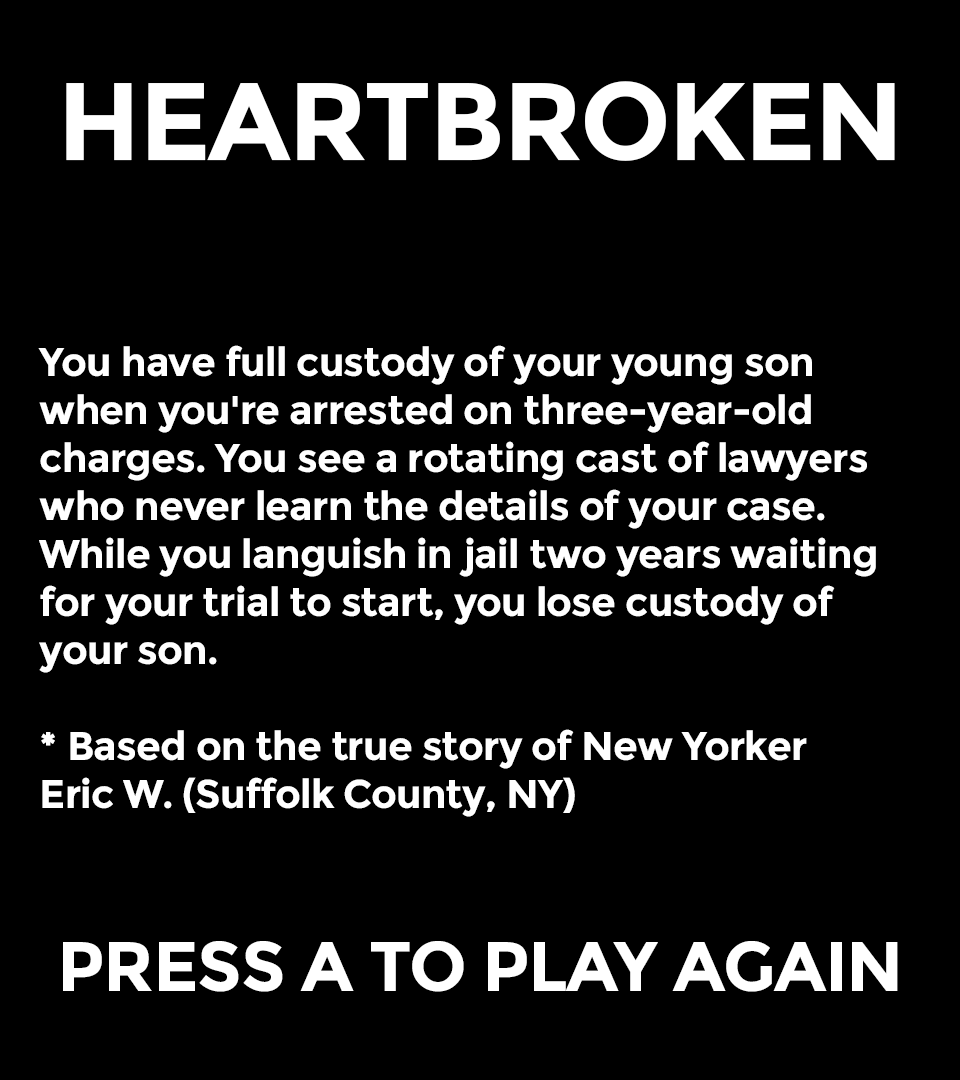 HEARTBROKEN
You have full custody of your young son
when you're arrested on three-year-old
charges. You see a rotating cast of lawyers
who never learn the details of your case.
While you languish in jail two years waiting
for your trial to start, you lose custody of
your son.
* Based on the true story of New Yorker
Eric W. (Suffolk County, NY)
PRESS A TO PLAY AGAIN